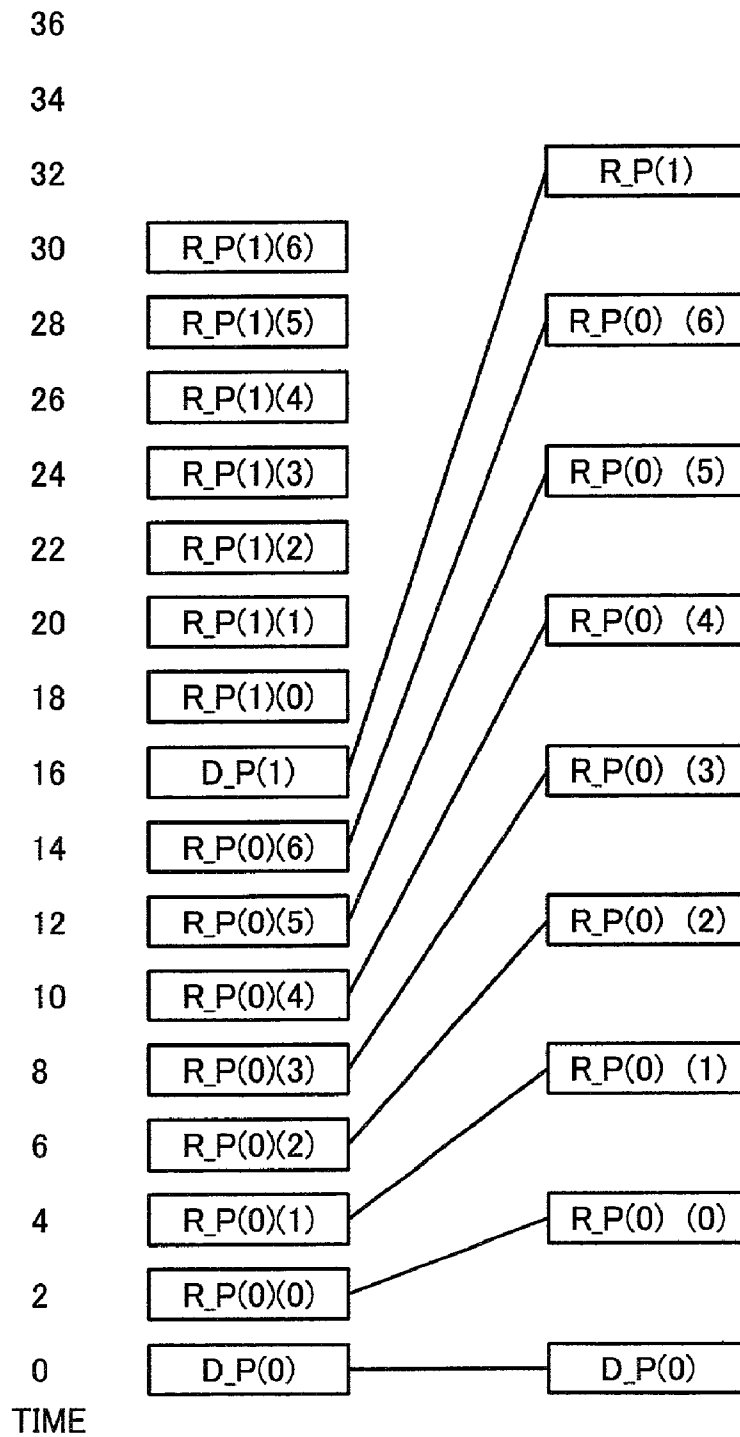 36
34
32 R_P(1)
30 R_P(1)(6)
28 R_P(1)(5) R_P(0) (6)
26 R_P(1)(4)
24 R_P(1)(3) R_P(0) (5)
22 R_P(1)(2)
20 R_P(1)(1) R_P(0) (4)
18 R_P(1)(0)
16 D_P(1) R_P(0) (3)
14 R_P(0)(6)
12 R_P(0)(5) R_P(0) (2)
10 R_P(0)(4)
8 R_P(0)(3) R_P(0) (1)
6 R_P(0)(2)
4 R_P(0)(1) R_P(0) (0)
2 R_P(0)(0)
0 D_P(0) D_P(0)
TIME